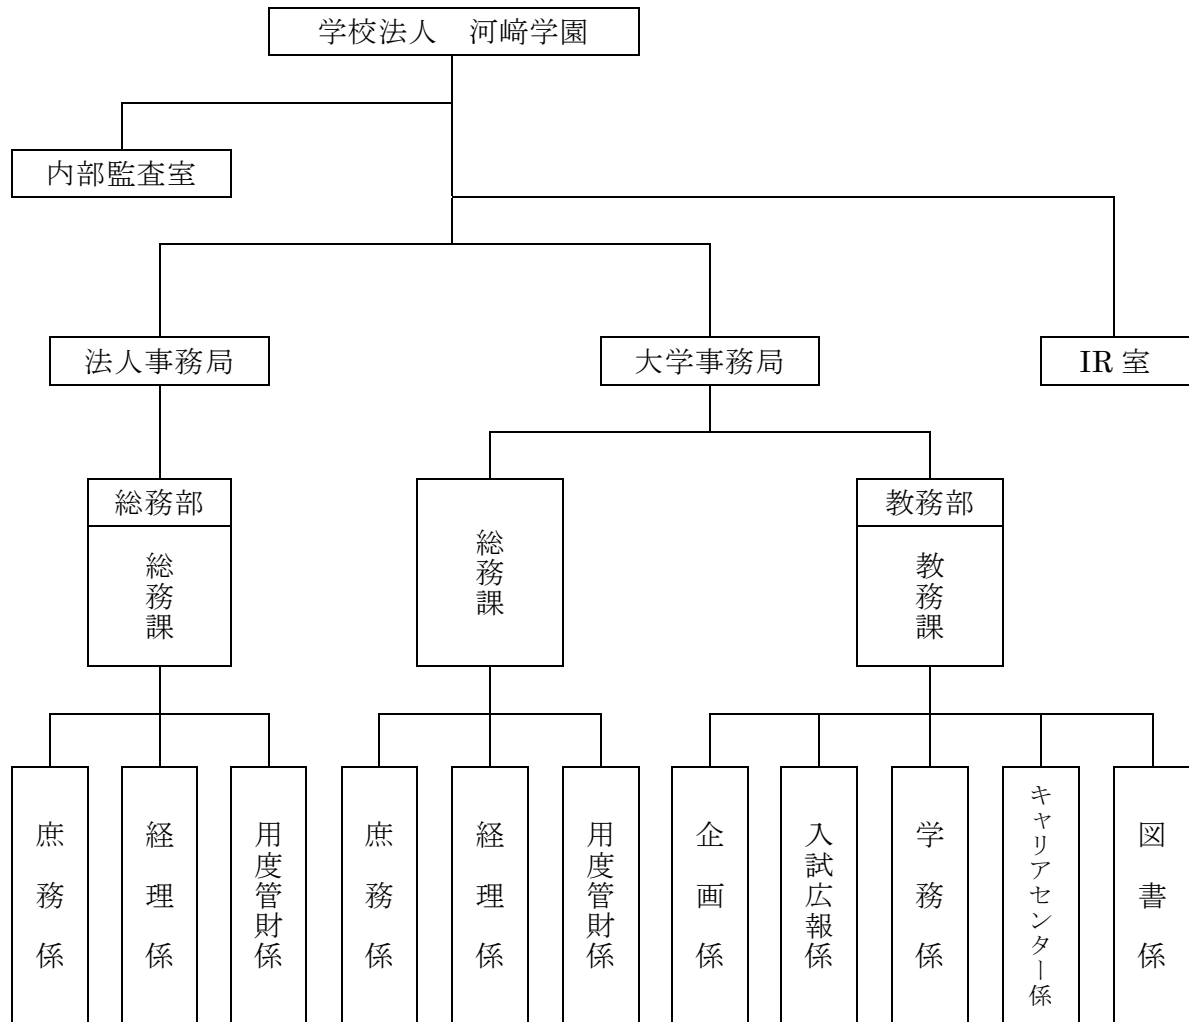 学校法人　河﨑学園
内部監査室
法人事務局
大学事務局
IR 室
総務部
総務課
総務課
教務部
教務課
庶務係
経理係
用度管財係
庶務係
経理係
用度管財係
企画係
入試広報係
学務係
キャリアセンター係
図書係